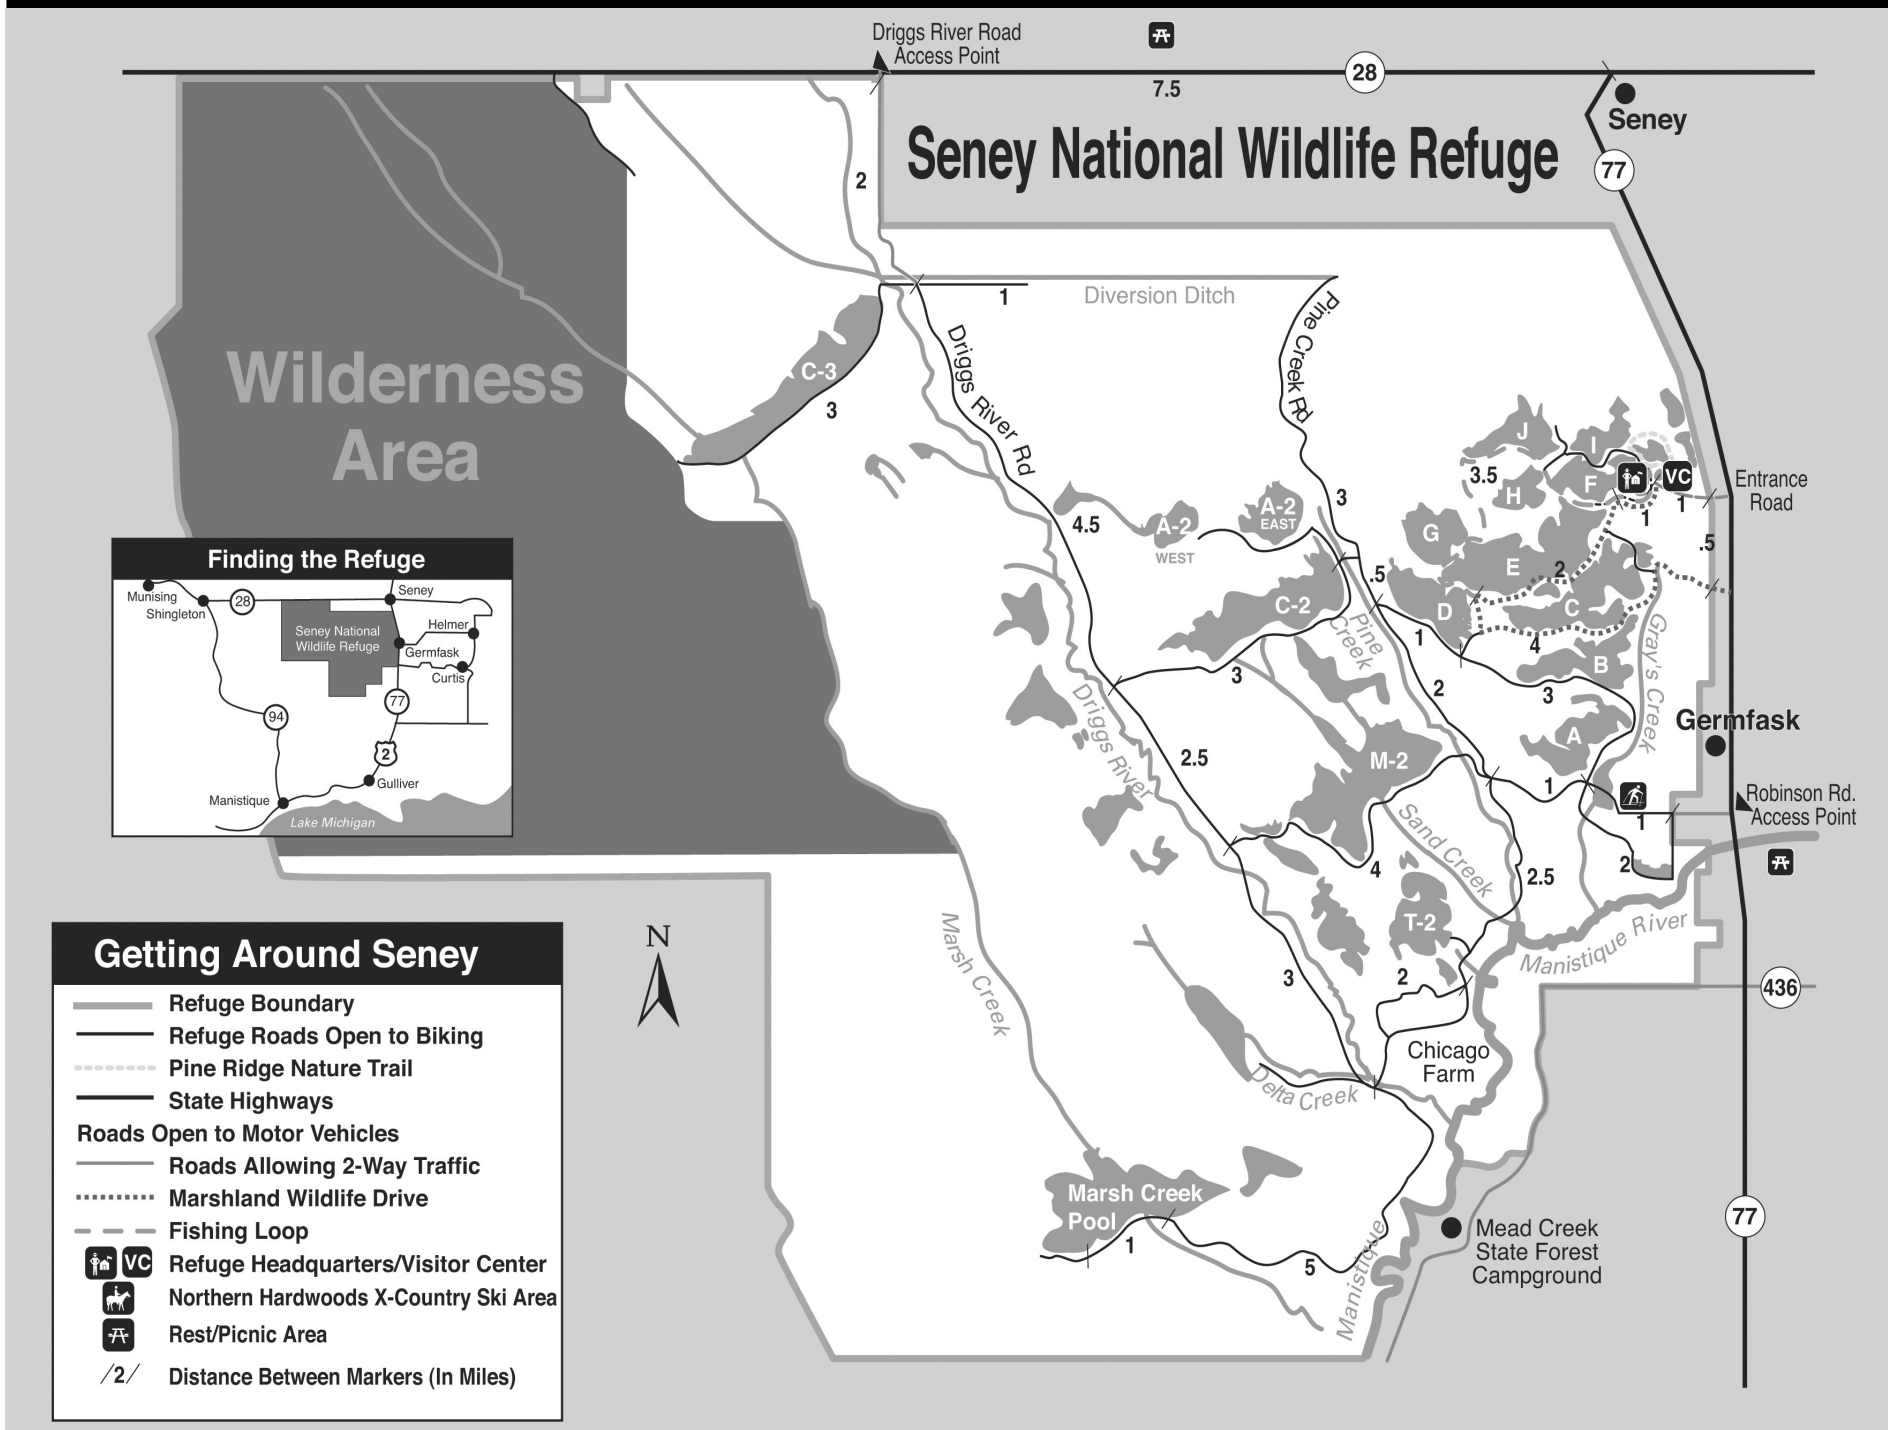 Driggs River Road
Access Point
28
7.5
Seney
Seney National Wildlife Refuge
77
2
Diversion Ditch
1
Pine Creek Rd
Driggs River Rd
Wilderness
Area
C-3
3
J
I
3.5
H
F
VC
1
1
Entrance
Road
.5
3
4.5
A-2
WEST
A-2
EAST
G
E
2
.5
D
C
C-2
Pine
Creek
1
4
B
Gray's Creek
3
2
3
Germfask
A
Driggs River
2.5
M-2
1
1
Robinson Rd.
Access Point
Sand Creek
4
2.5
2
T-2
Manistique River
Marsh Creek
3
2
436
Chicago
Farm
Delta Creek
Marsh Creek
Pool
1
5
Manistique
Mead Creek
State Forest
Campground
77
N
Finding the Refuge
Munising
Shingleton
28
Seney
Seney National
Wildlife Refuge
Helmer
Germfask
Curtis
77
94
2
Gulliver
Manistique
Lake Michigan
Getting Around Seney
Refuge Boundary
Refuge Roads Open to Biking
Pine Ridge Nature Trail
State Highways
Roads Open to Motor Vehicles
Roads Allowing 2-Way Traffic
Marshland Wildlife Drive
Fishing Loop
VC Refuge Headquarters/Visitor Center
Northern Hardwoods X-Country Ski Area
Rest/Picnic Area
/2/ Distance Between Markers (In Miles)